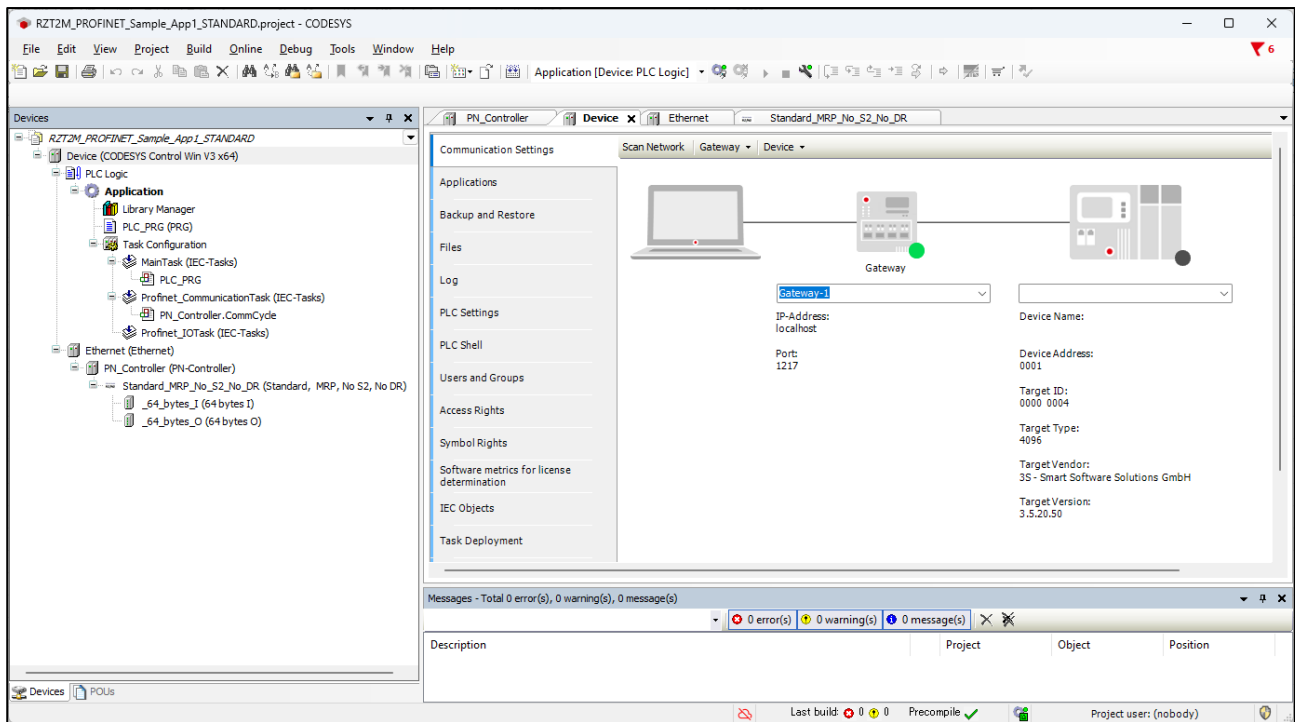 RZT2M_PROFINET_Sample_App1_STANDARD.project - CODESYS
File Edit View Project Build Online Debug Tools Window Help
6
Application [Device: PLC Logic]
Devices
RZT2M_PROFINET_Sample_App1_STANDARD
Device (CODESYS Control Win V3 x64)
PLC Logic
Application
Library Manager
PLC_PRG (PRG)
Task Configuration
MainTask (IEC-Tasks)
PLC_PRG
Profinet_CommunicationTask (IEC-Tasks)
PN_Controller.CommCycle
Profinet_IOTask (IEC-Tasks)
Ethernet (Ethernet)
PN_Controller (PN-Controller)
Standard_MRP_No_S2_No_DR (Standard, MRP, No S2, No DR)
_64_bytes_I (64 bytes I)
_64_bytes_O (64 bytes O)
Devices POUs
PN_Controller Device Ethernet Standard_MRP_No_S2_No_DR
Communication Settings
Applications
Backup and Restore
Files
Log
PLC Settings
PLC Shell
Users and Groups
Access Rights
Symbol Rights
Software metrics for license
determination
IEC Objects
Task Deployment
Scan Network Gateway Device
Gateway
Gateway-1
IP-Address:
localhost
Port:
1217
Device Name:
Device Address:
0001
Target ID:
0000 0004
Target Type:
4096
Target Vendor:
3S - Smart Software Solutions GmbH
Target Version:
3.5.20.50
Messages - Total 0 error(s), 0 warning(s), 0 message(s)
0 error(s) 0 warning(s) 0 message(s)
Description Project Object Position
Last build: 0 0 Precompile Project user: (nobody)